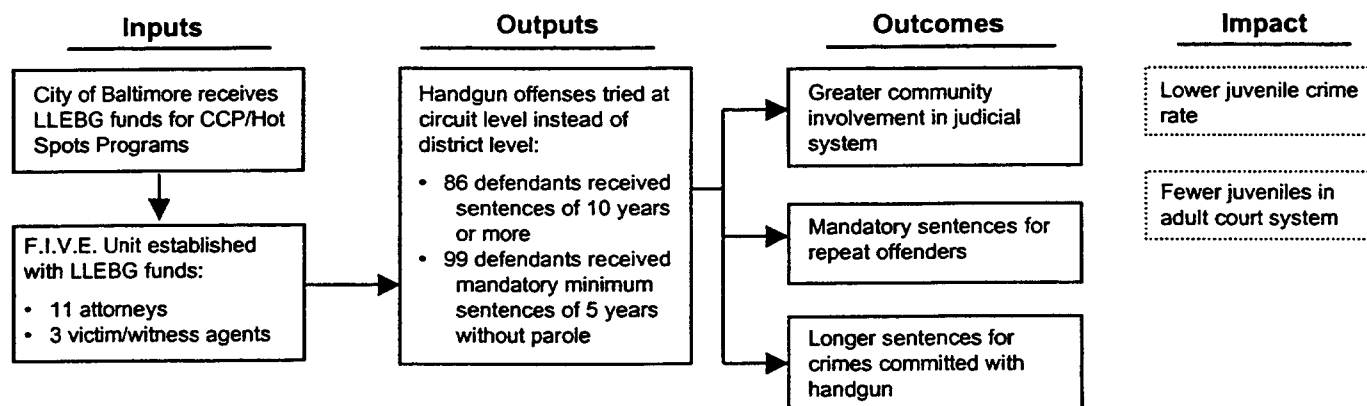 Inputs
City of Baltimore receives
LLEBG funds for CCP/Hot
Spots Programs
F.I.V.E. Unit established
with LLEBG funds:
• 11 attorneys
• 3 victim/witness agents
Outputs
Handgun offenses tried at
circuit level instead of
district level:
• 86 defendants received
sentences of 10 years
or more
• 99 defendants received
mandatory minimum
sentences of 5 years
without parole
Outcomes
Greater community
involvement in judicial
system
Mandatory sentences for
repeat offenders
Longer sentences for
crimes committed with
handgun
Impact
Lower juvenile crime
rate
Fewer juveniles in
adult court system